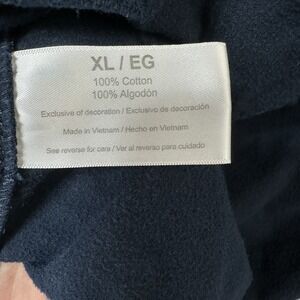 XL / EG
100% Cotton
100% Algodón
Exclusive of decoration / Exclusivo de decoración
Made in Vietnam / Hecho en Vietnam
See reverse for care / Ver al reverso para cuidado